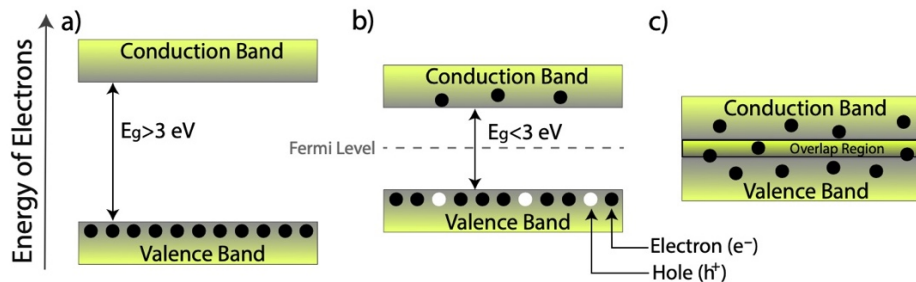 Energy of Electrons
a)
Conduction Band
Eg>3 eV
Valence Band
b)
Conduction Band
Eg<3 eV
Fermi Level
Valence Band
Electron (e⁻)
Hole (h⁺)
c)
Conduction Band
Overlap Region
Valence Band